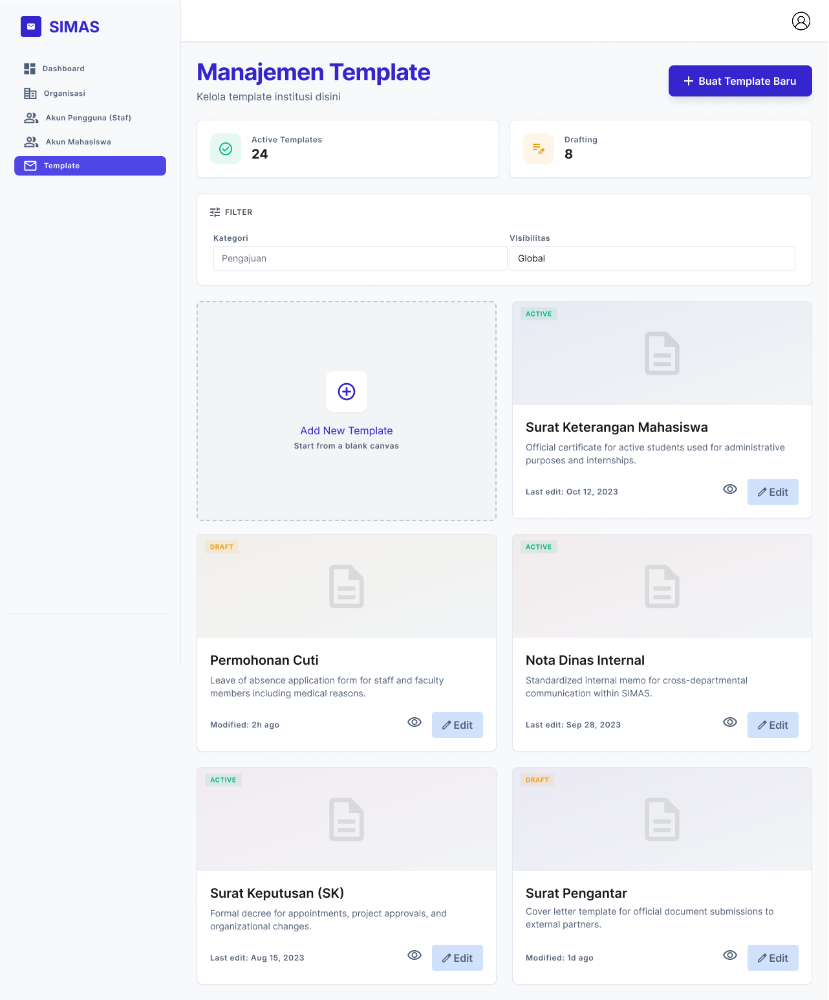 SIMAS
Dashboard
Organisasi
Akun Pengguna (Staf)
Akun Mahasiswa
Template
Manajemen Template
Kelola template institusi disini
Buat Template Baru
Active Templates
24
Drafting
8
FILTER
Kategori
Pengajuan
Visibilitas
Global
Add New Template
Start from a blank canvas
ACTIVE
Surat Keterangan Mahasiswa
Official certificate for active students used for administrative
purposes and internships.
Last edit: Oct 12, 2023
Edit
DRAFT
Permohonan Cuti
Leave of absence application form for staff and faculty
members including medical reasons.
Modified: 2h ago
Edit
ACTIVE
Nota Dinas Internal
Standardized internal memo for cross-departmental
communication within SIMAS.
Last edit: Sep 28, 2023
Edit
ACTIVE
Surat Keputusan (SK)
Formal decree for appointments, project approvals, and
organizational changes.
Last edit: Aug 15, 2023
Edit
DRAFT
Surat Pengantar
Cover letter template for official document submissions to
external partners.
Modified: 1d ago
Edit